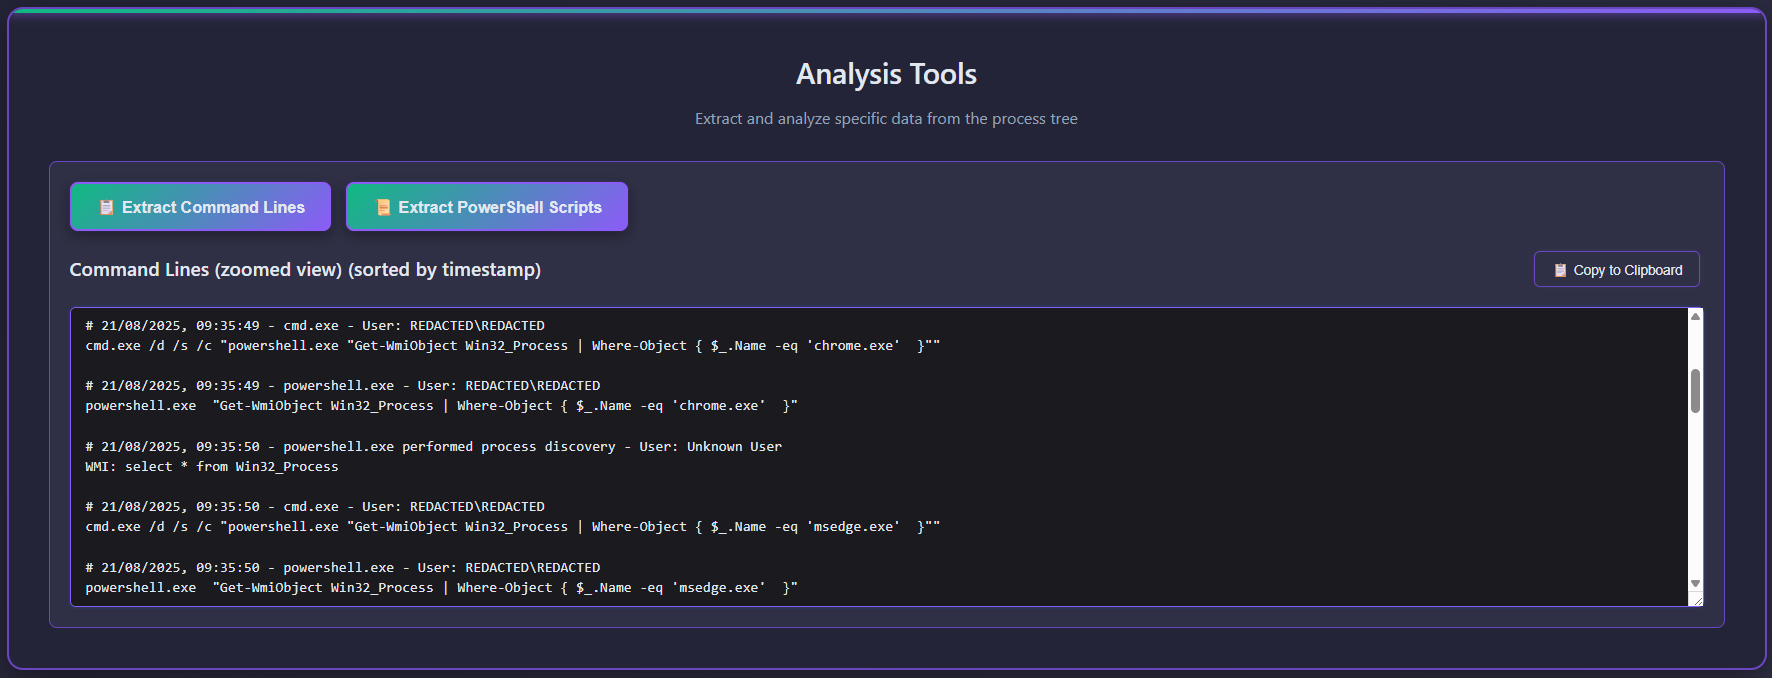 Analysis Tools
Extract and analyze specific data from the process tree
Extract Command Lines
Extract PowerShell Scripts
Command Lines (zoomed view) (sorted by timestamp)
Copy to Clipboard
# 21/08/2025, 09:35:49 - cmd.exe - User: REDACTED\REDACTED
cmd.exe /d /s /c "powershell.exe "Get-WmiObject Win32_Process | Where-Object { $_.Name -eq 'chrome.exe'  }""
# 21/08/2025, 09:35:49 - powershell.exe - User: REDACTED\REDACTED
powershell.exe  "Get-WmiObject Win32_Process | Where-Object { $_.Name -eq 'chrome.exe'  }"
# 21/08/2025, 09:35:50 - powershell.exe performed process discovery - User: Unknown User
WMI: select * from Win32_Process
# 21/08/2025, 09:35:50 - cmd.exe - User: REDACTED\REDACTED
cmd.exe /d /s /c "powershell.exe "Get-WmiObject Win32_Process | Where-Object { $_.Name -eq 'msedge.exe'  }""
# 21/08/2025, 09:35:50 - powershell.exe - User: REDACTED\REDACTED
powershell.exe  "Get-WmiObject Win32_Process | Where-Object { $_.Name -eq 'msedge.exe'  }"